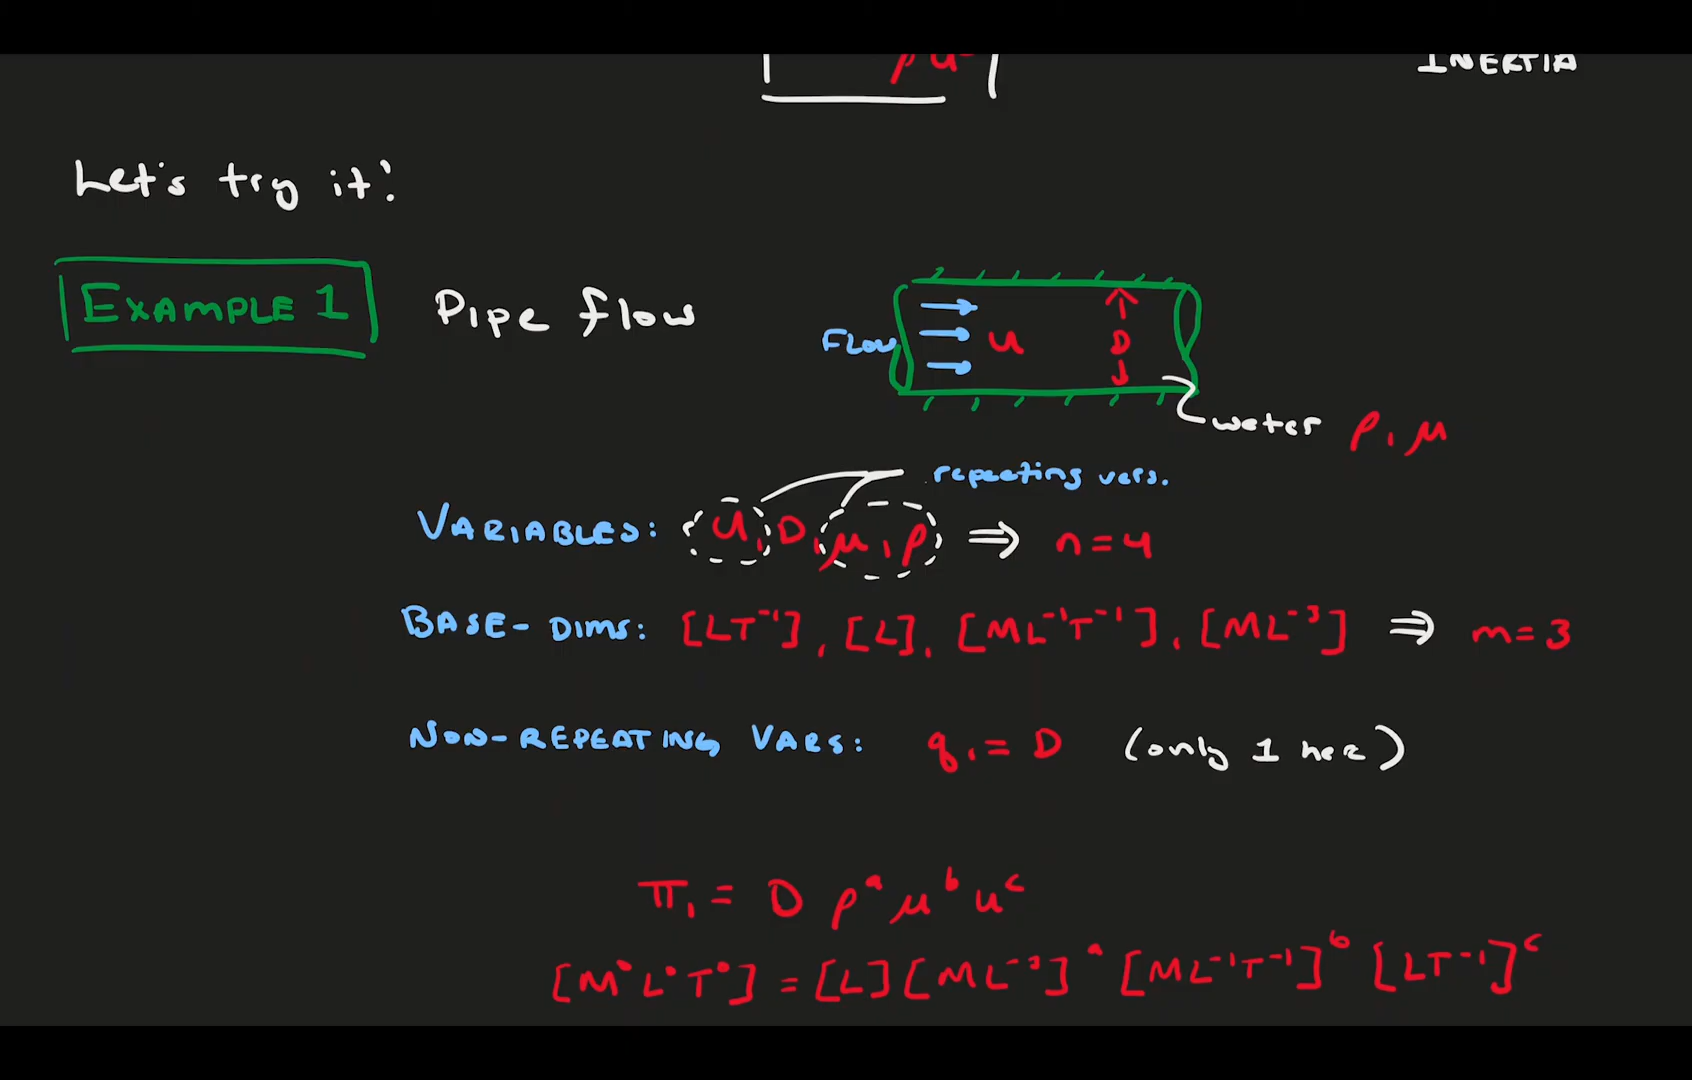 ρ u
INERTIA
Let's try it:
EXAMPLE 1 Pipe flow
FLOW u D
water ρ, μ
repeating vars.
VARIABLES: u, D, μ, ρ ⇒ n=4
BASE-DIMS: [LT⁻¹], [L], [ML⁻¹T⁻¹], [ML⁻³] ⇒ m=3
NON-REPEATING VARS: q₁ = D (only 1 here)
π₁ = D ρᵃ μᵇ uᶜ
[M⁰L⁰T⁰] = [L][ML⁻³]ᵃ [ML⁻¹T⁻¹]ᵇ [LT⁻¹]ᶜ